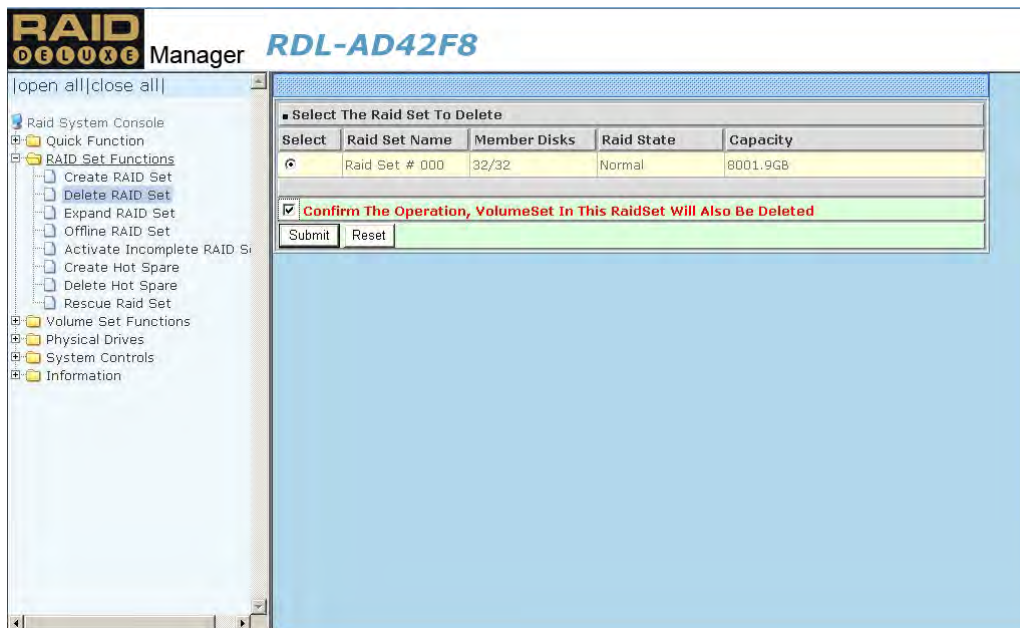 RAID
DELUXE Manager RDL-AD42F8
|open all|close all|
Raid System Console
Quick Function
RAID Set Functions
Create RAID Set
Delete RAID Set
Expand RAID Set
Offline RAID Set
Activate Incomplete RAID S
Create Hot Spare
Delete Hot Spare
Rescue Raid Set
Volume Set Functions
Physical Drives
System Controls
Information
Select The Raid Set To Delete
Select Raid Set Name Member Disks Raid State Capacity
Raid Set # 000 32/32 Normal 8001.9GB
Confirm The Operation, VolumeSet In This RaidSet Will Also Be Deleted
Submit Reset